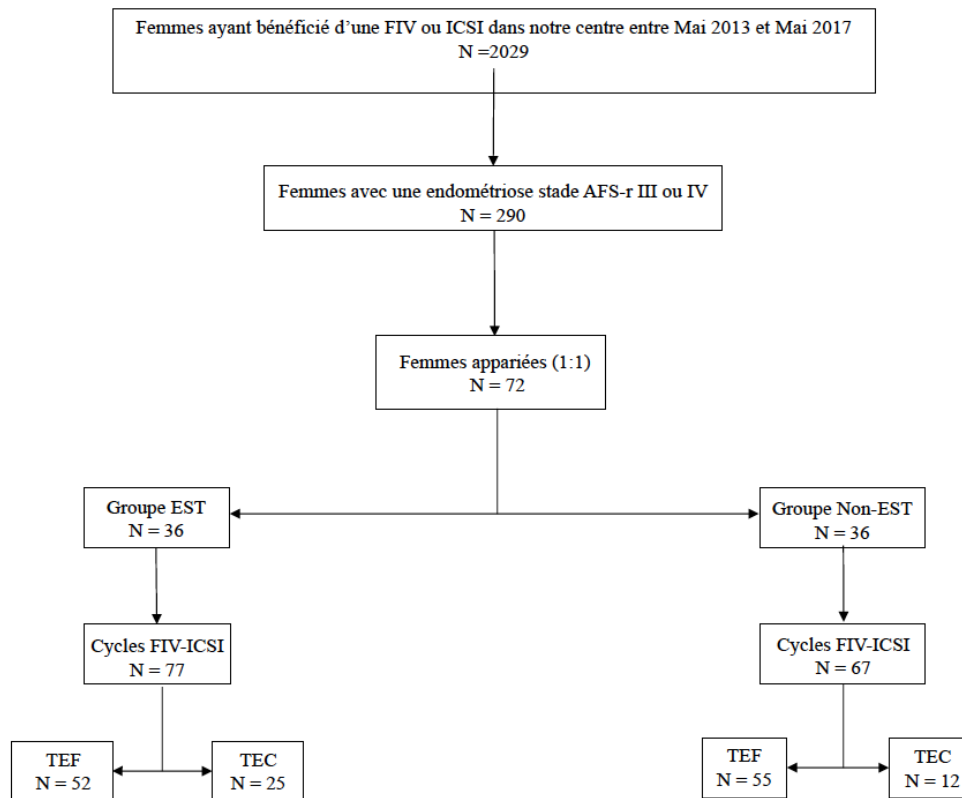 Femmes ayant bénéficié d'une FIV ou ICSI dans notre centre entre Mai 2013 et Mai 2017
N =2029
Femmes avec une endométriose stade AFS-r III ou IV
N = 290
Femmes appariées (1:1)
N = 72
Groupe EST
N = 36
Groupe Non-EST
N = 36
Cycles FIV-ICSI
N = 77
Cycles FIV-ICSI
N = 67
TEF
N = 52
TEC
N = 25
TEF
N = 55
TEC
N = 12